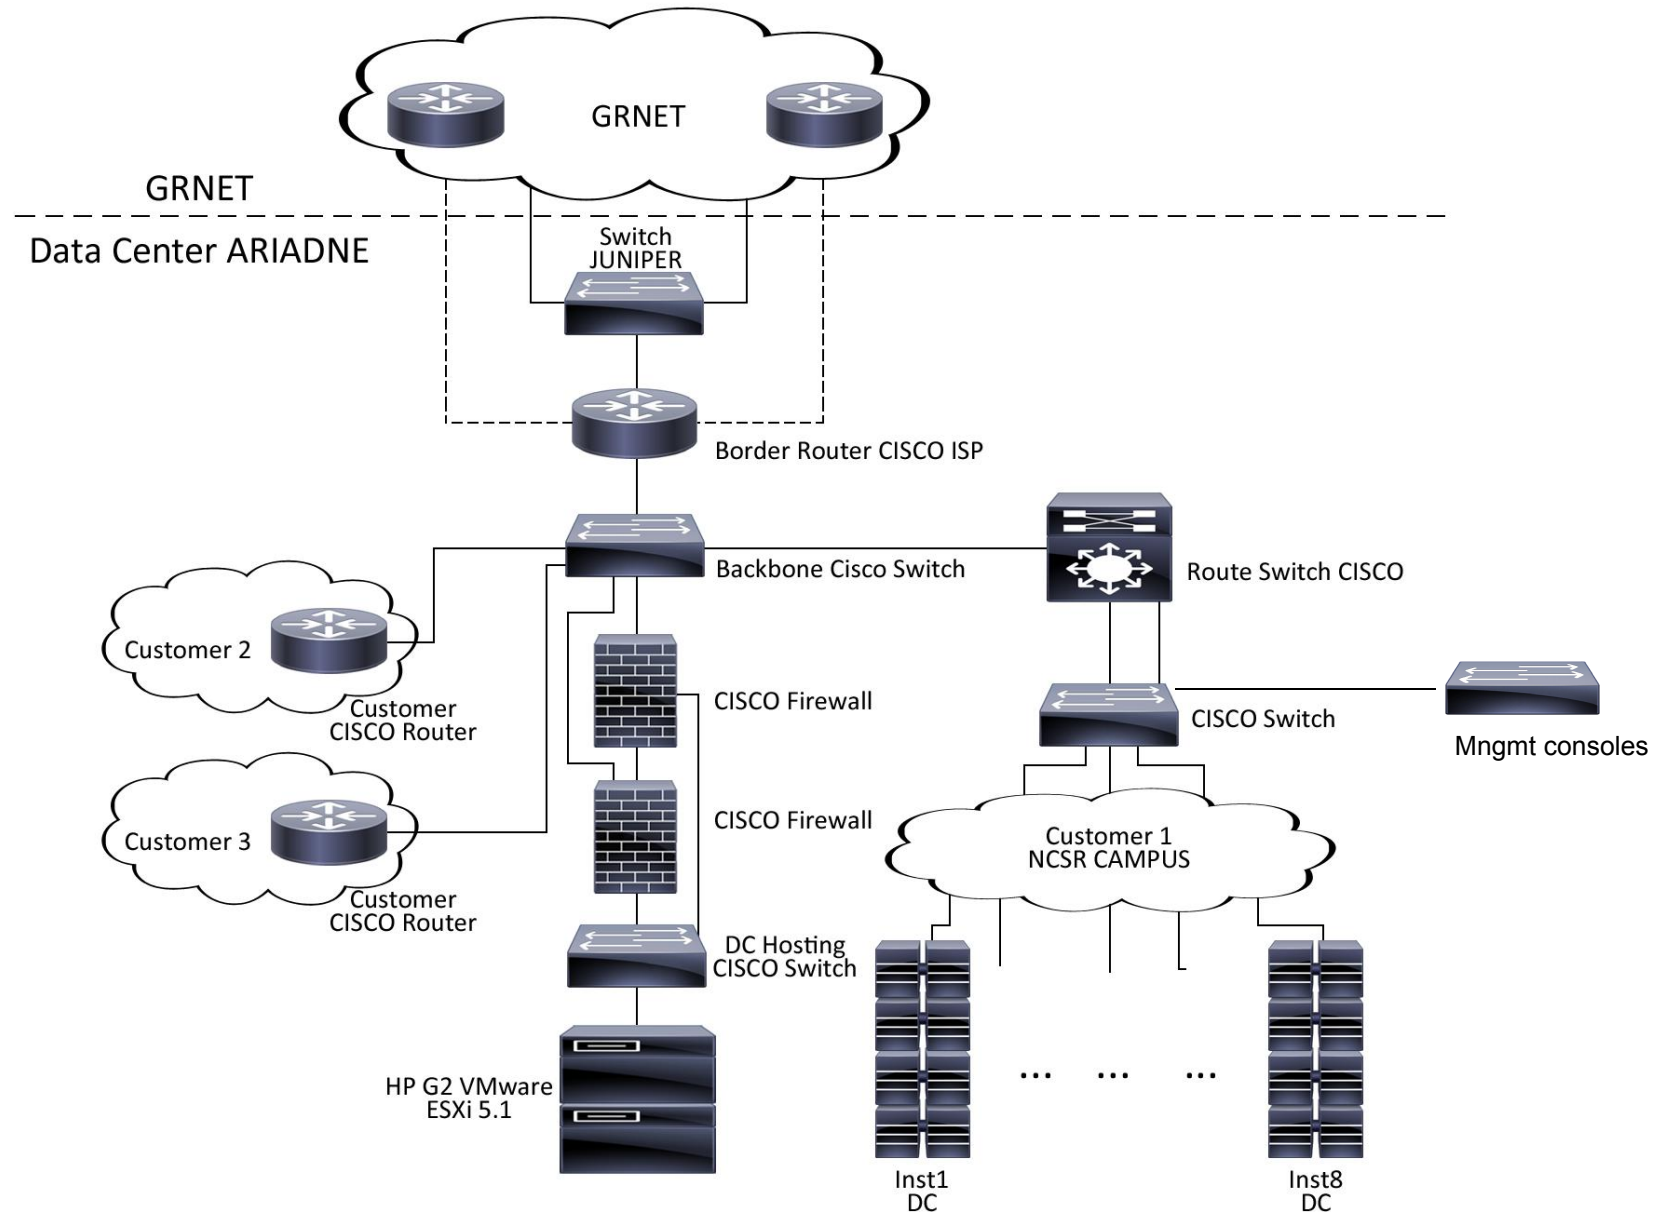 GRNET
GRNET
Data Center ARIADNE
Switch
JUNIPER
Border Router CISCO ISP
Backbone Cisco Switch
Route Switch CISCO
Customer 2
Customer
CISCO Router
CISCO Firewall
CISCO Switch
Mngmt consoles
Customer 3
Customer
CISCO Router
CISCO Firewall
Customer 1
NCSR CAMPUS
DC Hosting
CISCO Switch
HP G2 VMware
ESXi 5.1
... ... ...
Inst1
DC
Inst8
DC